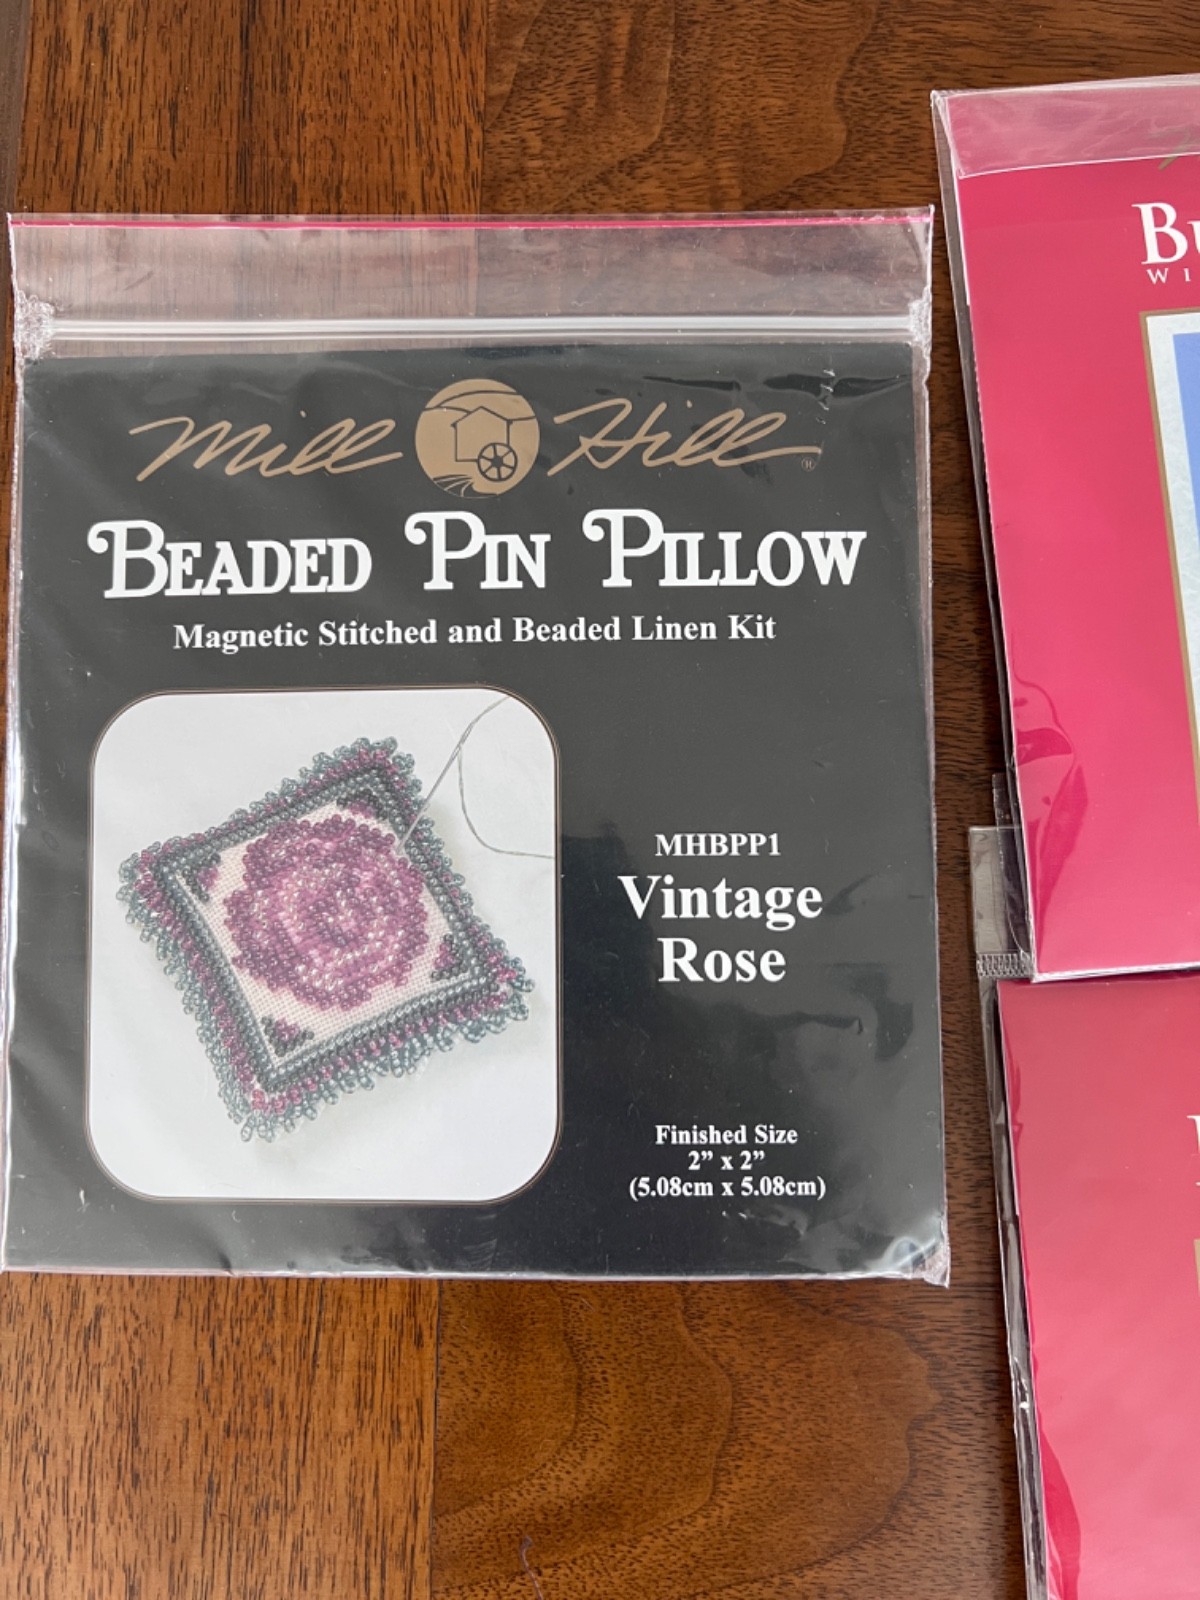 Mill Hill®
BEADED PIN PILLOW
Magnetic Stitched and Beaded Linen Kit
MHBPP1
Vintage
Rose
Finished Size
2” x 2”
(5.08cm x 5.08cm)